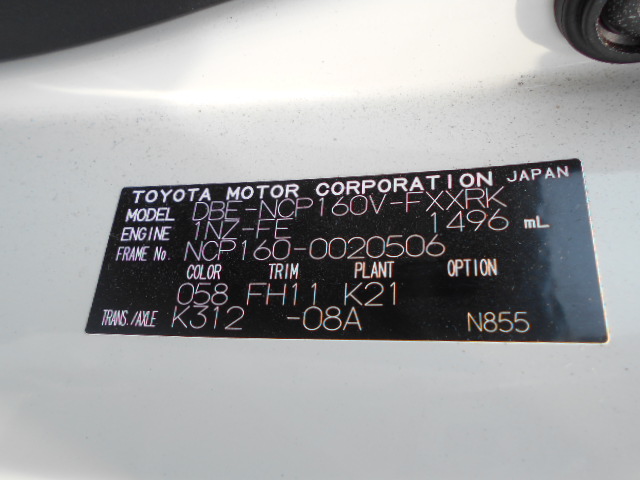 TOYOTA MOTOR CORPORATION JAPAN
MODEL DBE-NCP160V-FXXRK
ENGINE 1NZ-FE 1496 mL
FRAME No. NCP160-0020506
COLOR TRIM PLANT OPTION
058 FH11 K21
TRANS./AXLE K312 -08A N855